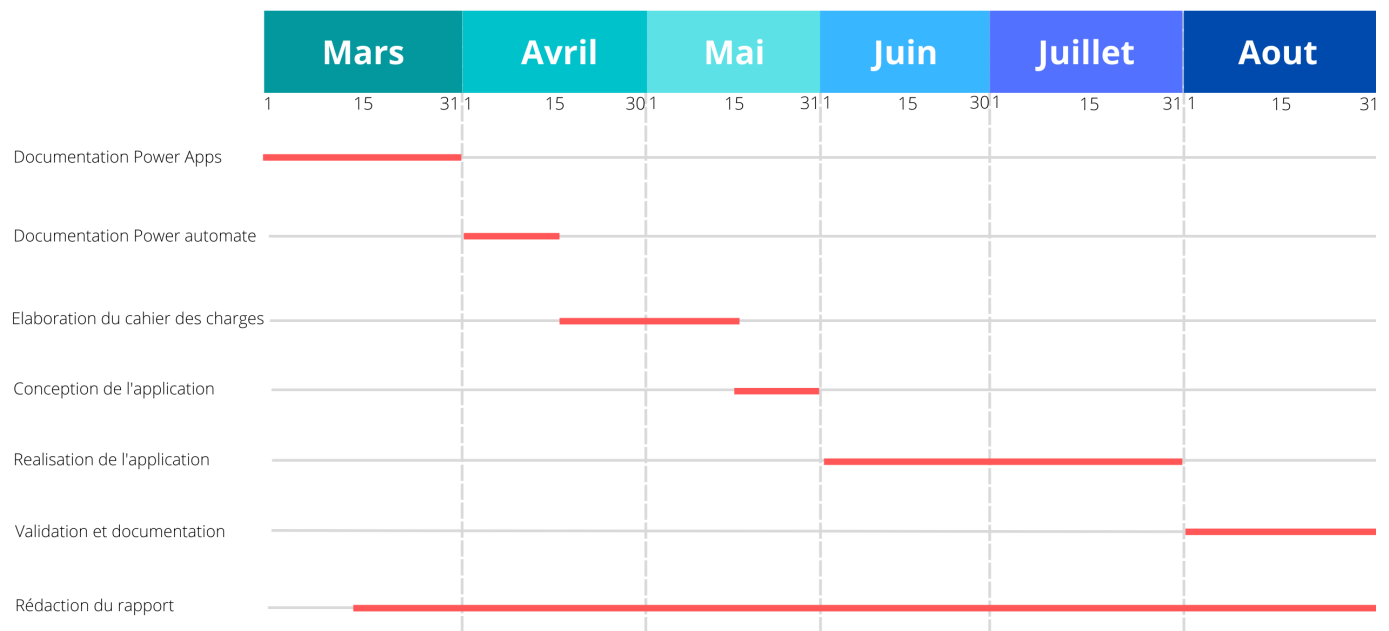 Mars Avril Mai Juin Juillet Aout
1 15 31 1 15 30 1 15 31 1 15 30 1 15 31 1 15 31
Documentation Power Apps
Documentation Power automate
Elaboration du cahier des charges
Conception de l'application
Realisation de l'application
Validation et documentation
Rédaction du rapport